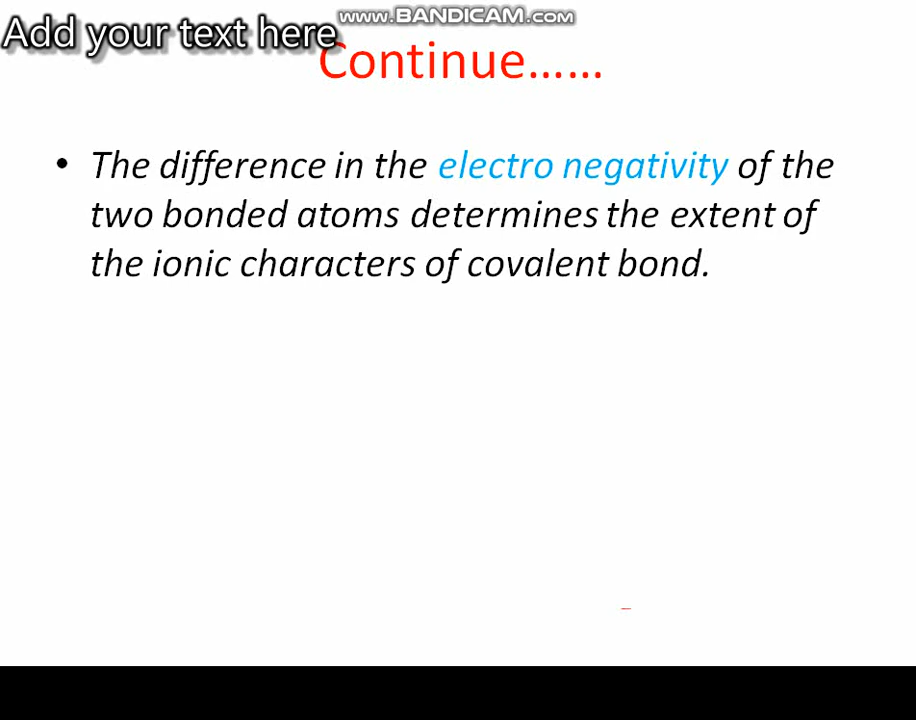 www.BANDICAM.com
Add your text here
Continue......
• The difference in the electro negativity of the
two bonded atoms determines the extent of
the ionic characters of covalent bond.